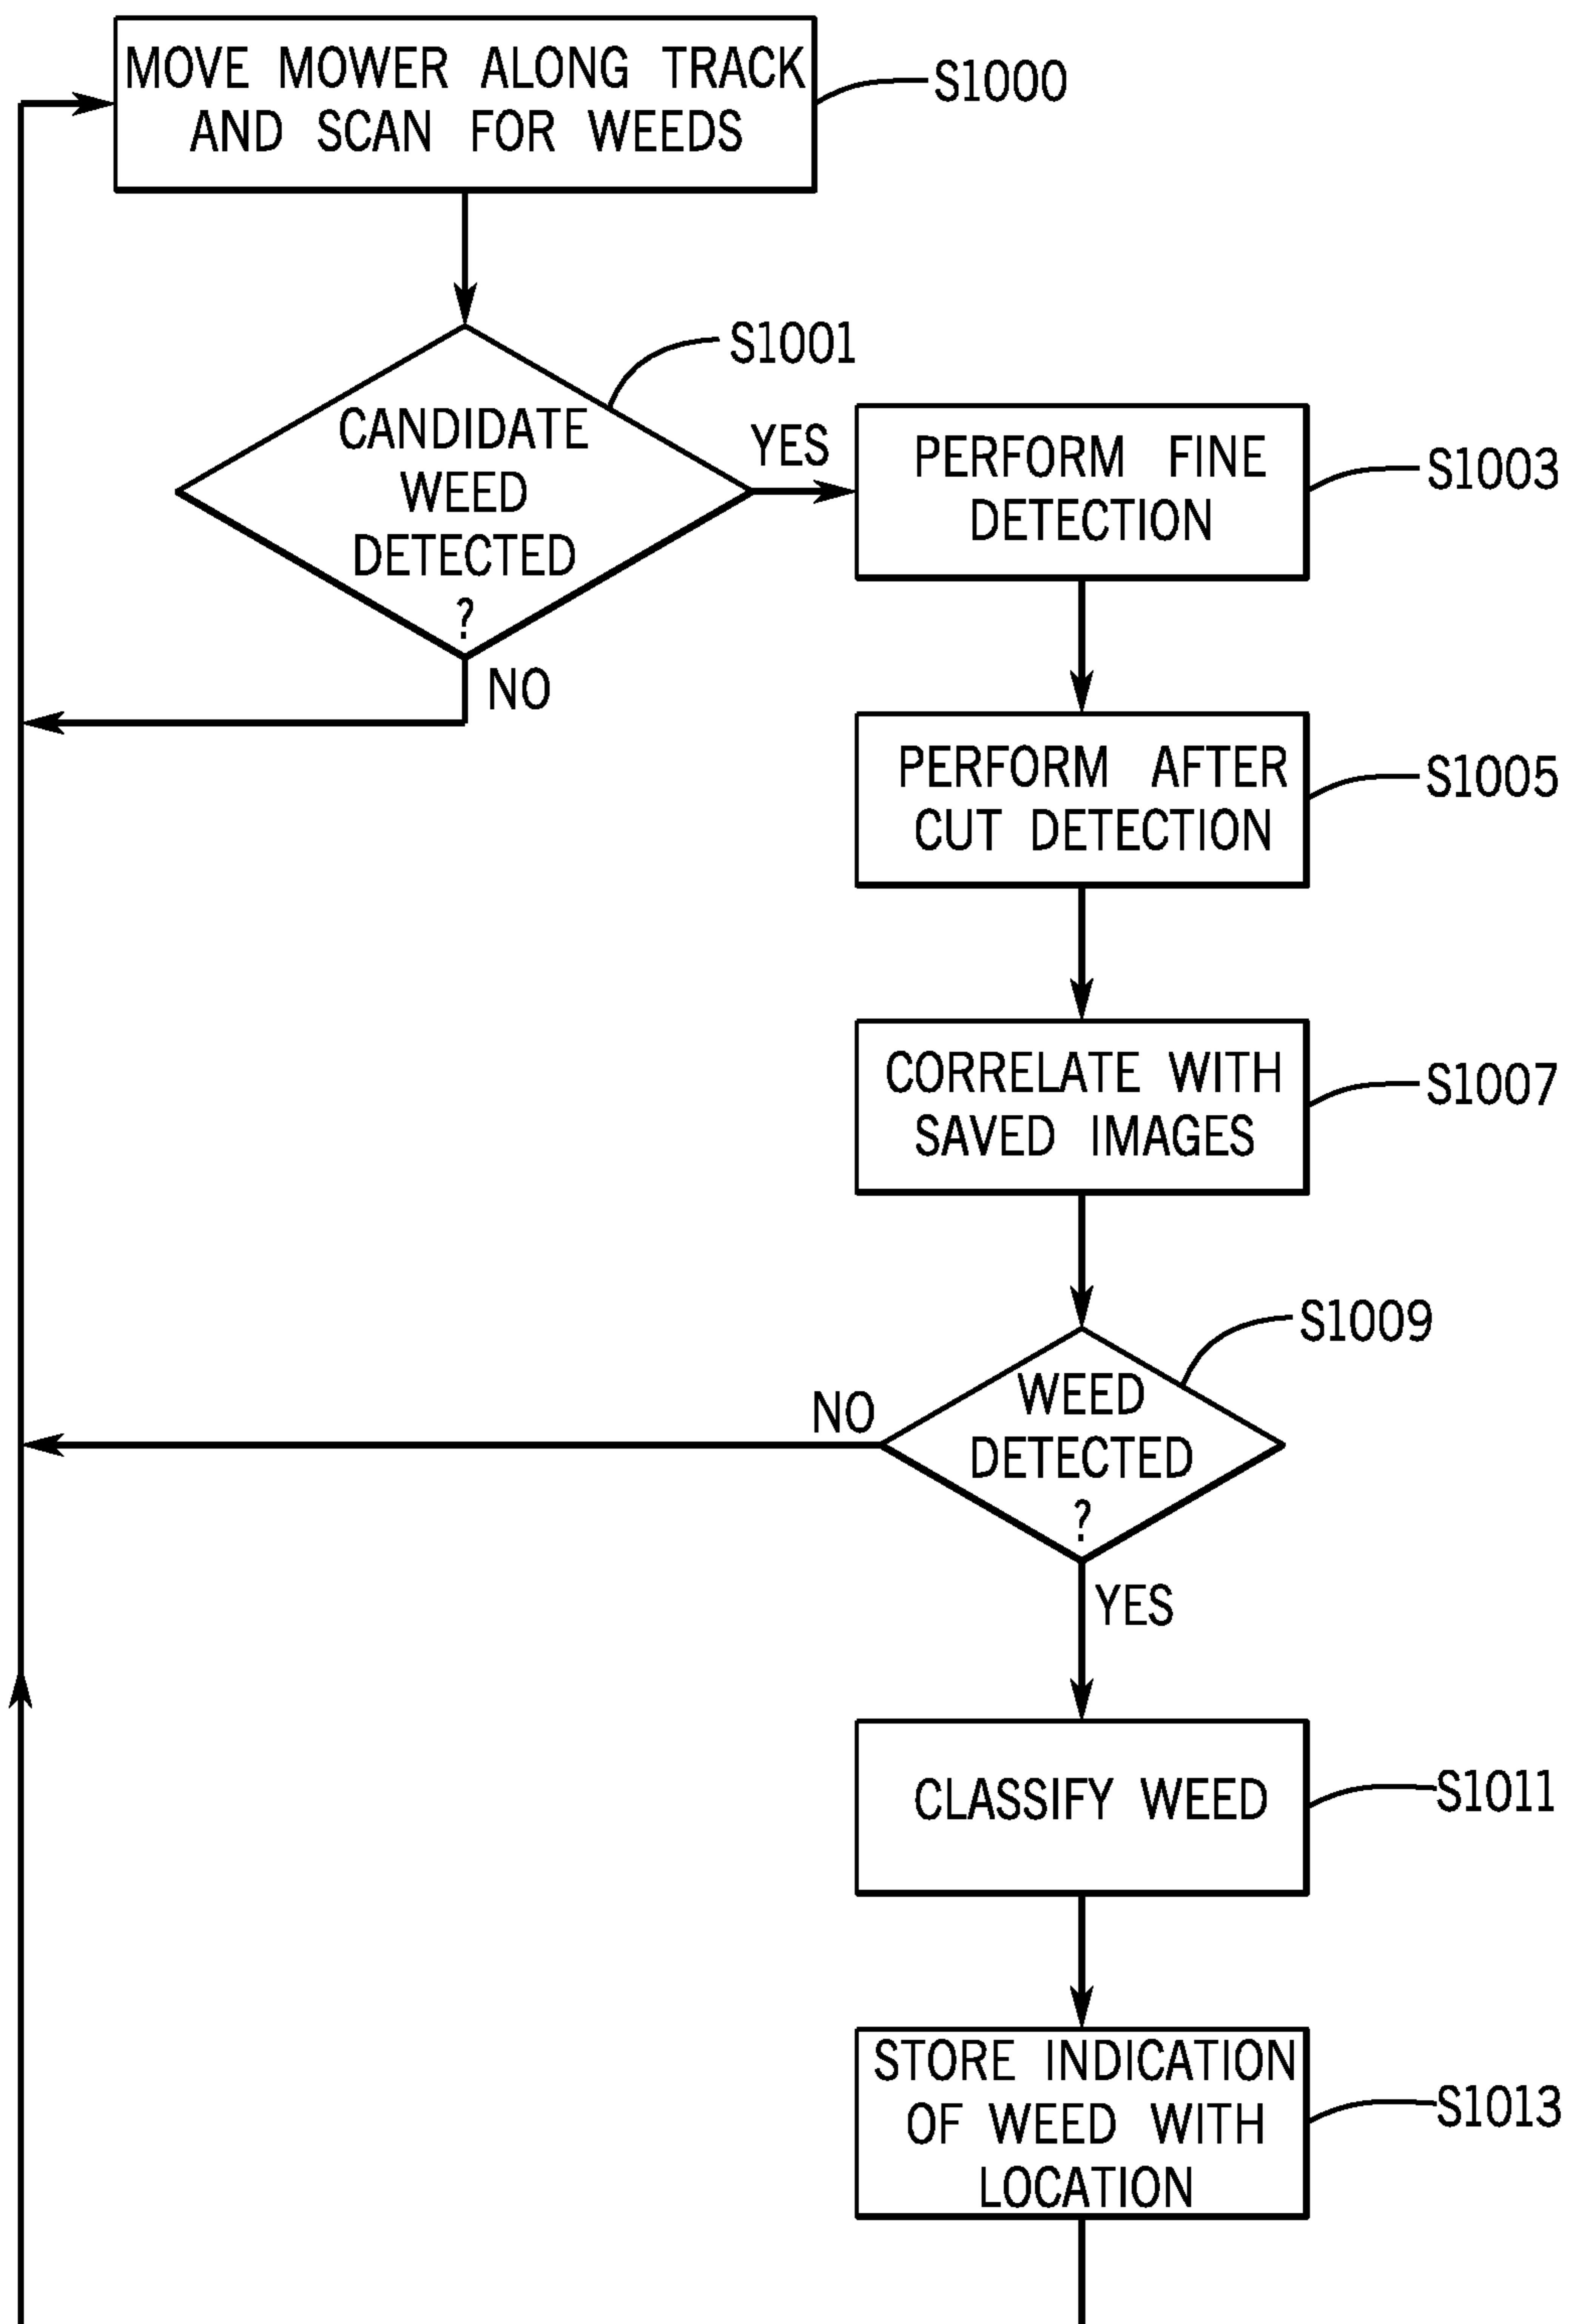 MOVE MOWER ALONG TRACK
AND SCAN FOR WEEDS
S1000
S1001
CANDIDATE
WEED
DETECTED
?
YES
NO
PERFORM FINE
DETECTION
S1003
PERFORM AFTER
CUT DETECTION
S1005
CORRELATE WITH
SAVED IMAGES
S1007
S1009
WEED
DETECTED
?
NO
YES
CLASSIFY WEED
S1011
STORE INDICATION
OF WEED WITH
LOCATION
S1013